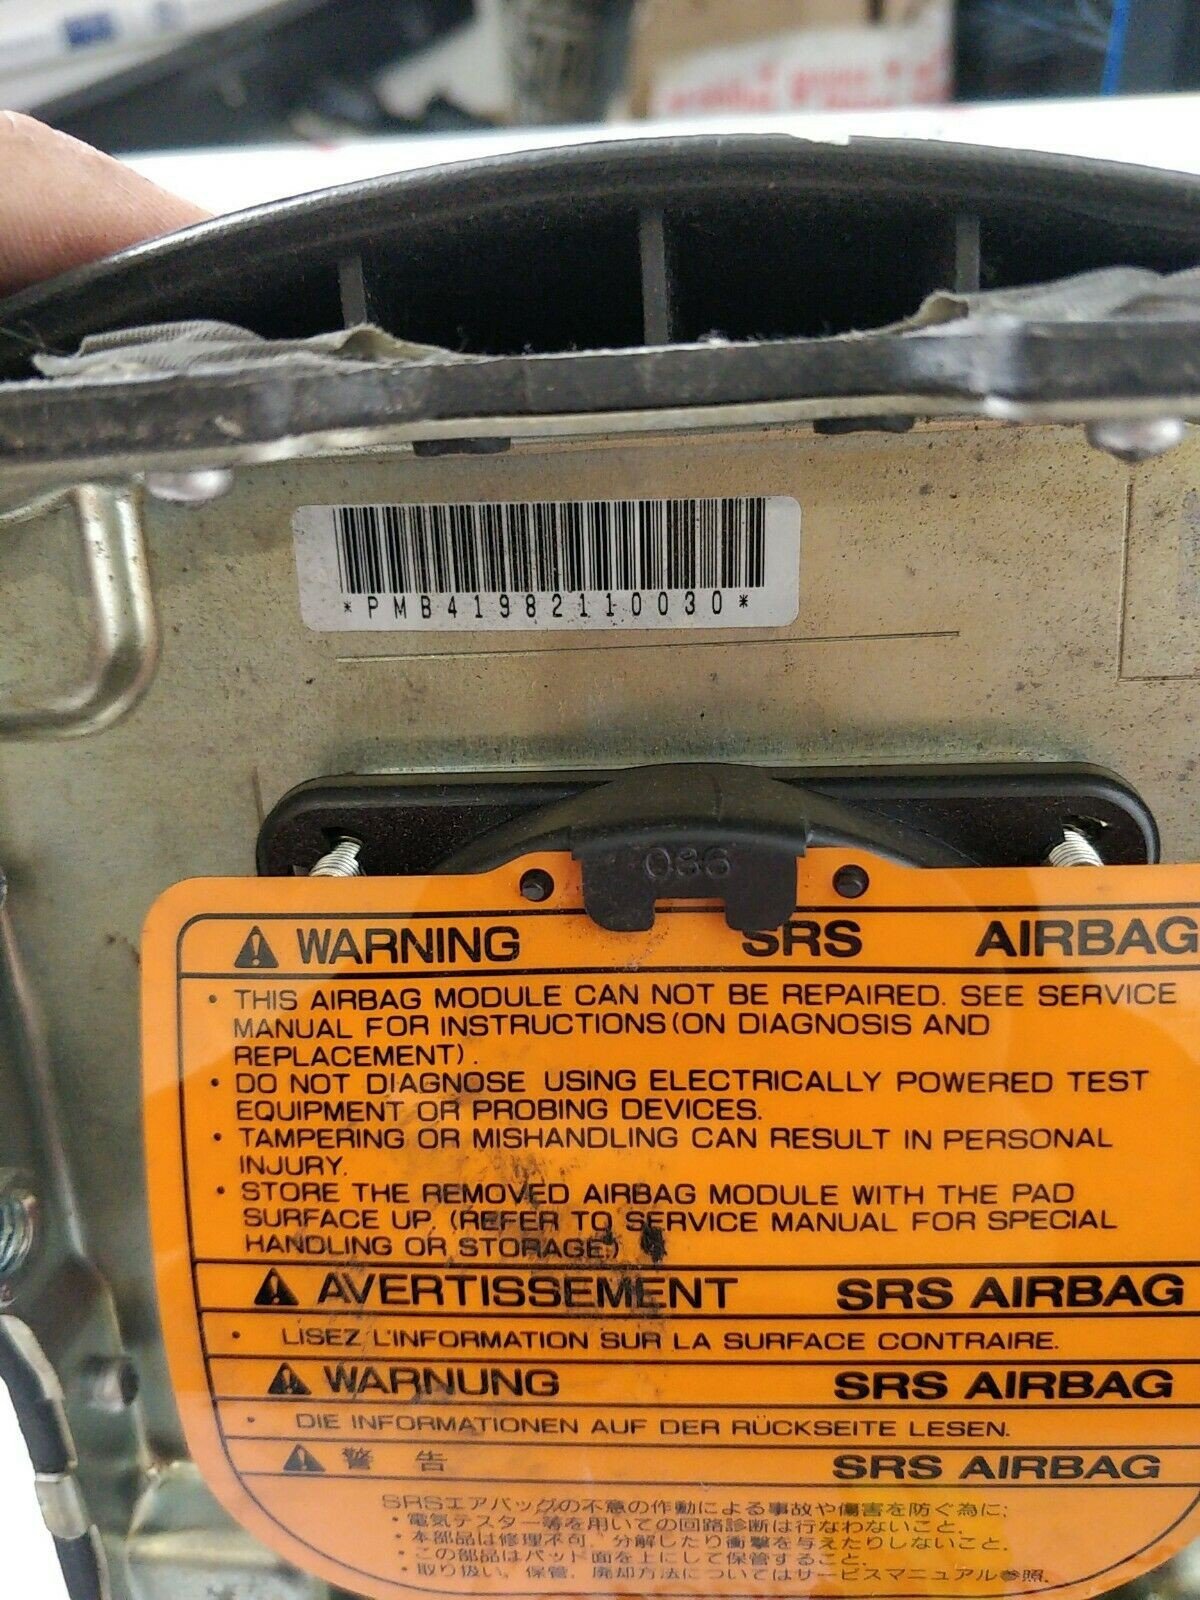 *PMB41982110030*
086
WARNING SRS AIRBAG
• THIS AIRBAG MODULE CAN NOT BE REPAIRED. SEE SERVICE
MANUAL FOR INSTRUCTIONS (ON DIAGNOSIS AND
REPLACEMENT).
• DO NOT DIAGNOSE USING ELECTRICALLY POWERED TEST
EQUIPMENT OR PROBING DEVICES.
• TAMPERING OR MISHANDLING CAN RESULT IN PERSONAL
INJURY.
• STORE THE REMOVED AIRBAG MODULE WITH THE PAD
SURFACE UP. (REFER TO SERVICE MANUAL FOR SPECIAL
HANDLING OR STORAGE.)
AVERTISSEMENT SRS AIRBAG
• LISEZ L'INFORMATION SUR LA SURFACE CONTRAIRE.
WARNUNG SRS AIRBAG
• DIE INFORMATIONEN AUF DER RÜCKSEITE LESEN.
警告 SRS AIRBAG
SRSエアバッグの不意の作動による事故や傷害を防ぐ為に:
・電気テスター等を用いての回路診断は行なわないこと.
・本部品は修理不可. 分解したり衝撃を与えたりしないこと.
・この部品はパッド面を上にして保管すること.
・取り扱い. 保管. 廃却方法についてはサービスマニュアル参照.